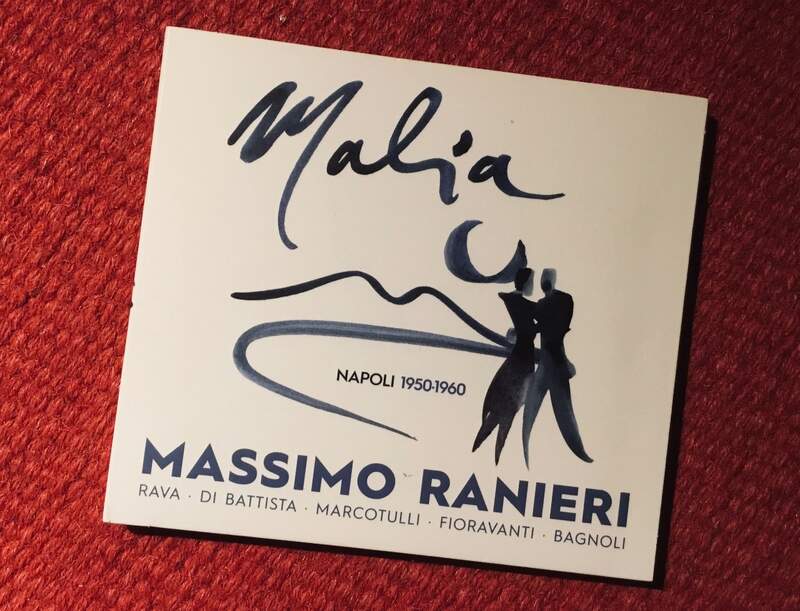 Malia
NAPOLI 1950·1960
MASSIMO RANIERI
RAVA · DI BATTISTA · MARCOTULLI · FIORAVANTI · BAGNOLI